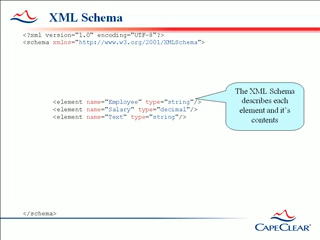 XML Schema
<?xml version="1.0" encoding="UTF-8"?>
<schema xmlns="http://www.w3.org/2001/XMLSchema">
<element name="Employee" type="string"/>
<element name="Salary" type="decimal"/>
<element name="Text" type="string"/>
The XML Schema
describes each
element and it's
contents
</schema>
CAPECLEAR